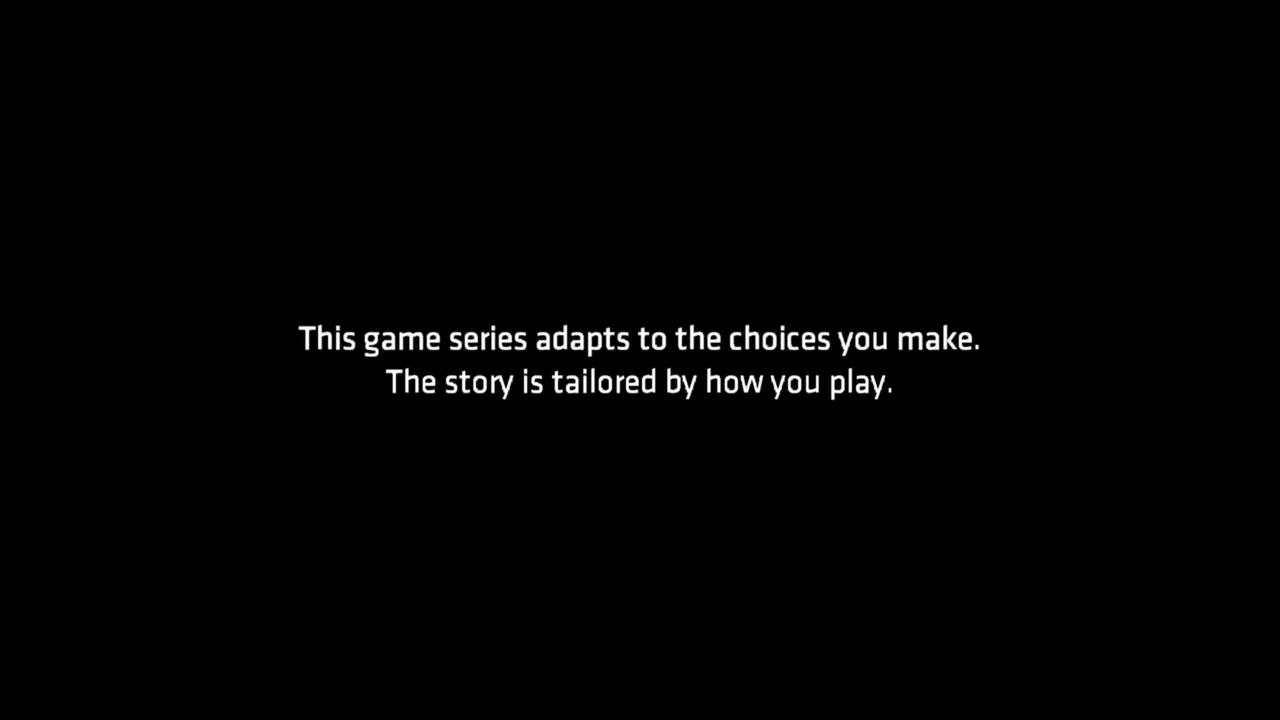 This game series adapts to the choices you make.
The story is tailored by how you play.